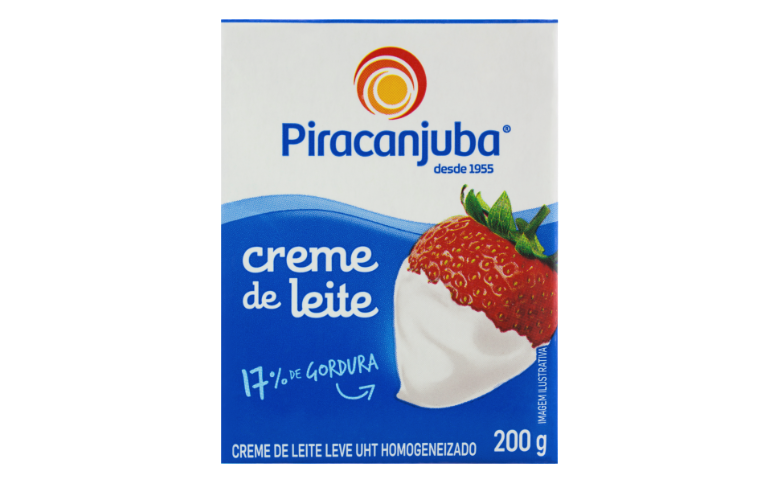 Piracanjuba®
desde 1955
creme
de leite
17% DE GORDURA
IMAGEM ILUSTRATIVA
CREME DE LEITE LEVE UHT HOMOGENEIZADO
200 g